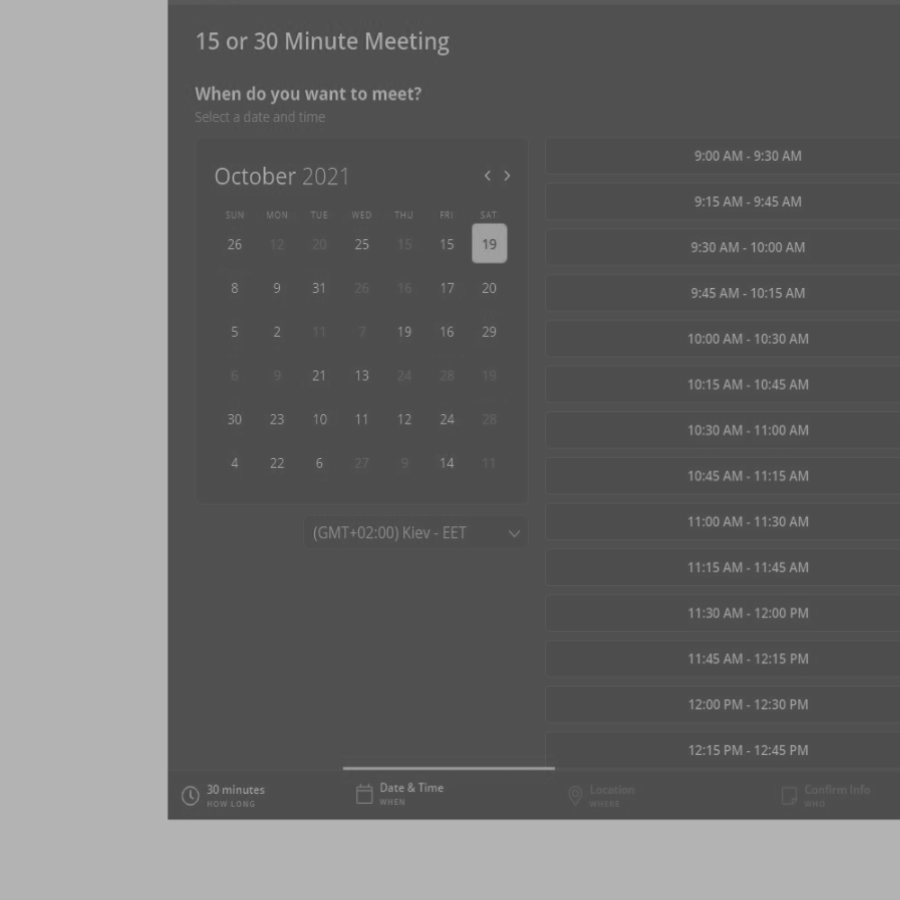 15 or 30 Minute Meeting
When do you want to meet?
Select a date and time
October 2021
SUN MON TUE WED THU FRI SAT
26 12 20 25 15 15 19
8 9 31 26 16 17 20
5 2 11 7 19 16 29
6 9 21 13 24 28 19
30 23 10 11 12 24 28
4 22 6 27 9 14 11
(GMT+02:00) Kiev - EET
9:00 AM - 9:30 AM
9:15 AM - 9:45 AM
9:30 AM - 10:00 AM
9:45 AM - 10:15 AM
10:00 AM - 10:30 AM
10:15 AM - 10:45 AM
10:30 AM - 11:00 AM
10:45 AM - 11:15 AM
11:00 AM - 11:30 AM
11:15 AM - 11:45 AM
11:30 AM - 12:00 PM
11:45 AM - 12:15 PM
12:00 PM - 12:30 PM
12:15 PM - 12:45 PM
30 minutes
HOW LONG
Date & Time
WHEN
Location
WHERE
Confirm Info
WHO